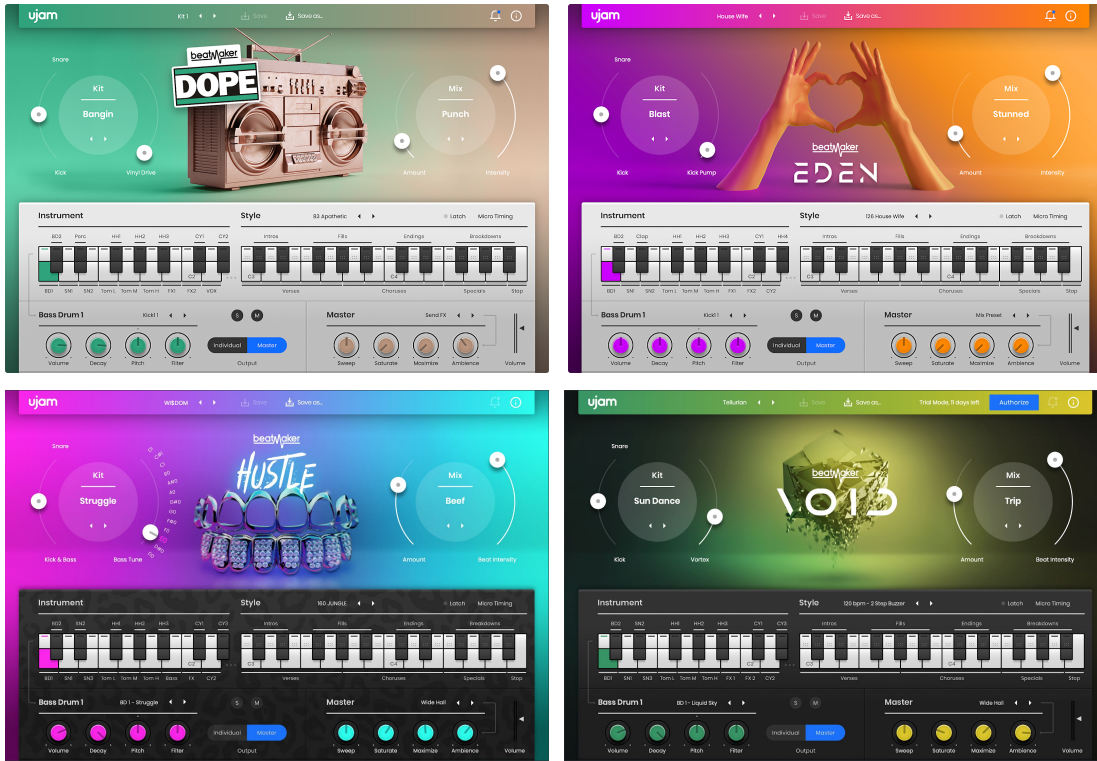 ujam Kit 1 Save Save as...
beatMaker
DOPE
Snare
Kit
Bangin
Kick
Vinyl Drive
Mix
Punch
Amount
Intensity
Instrument
BD2 Perc HH1 HH2 HH3 CY1 CY2
C2
BD1 SN1 SN2 Tom L Tom M Tom H FX1 FX2 VOX
Style 83 Apathetic Latch Micro Timing
Intros Fills Endings Breakdowns
C3 C4
Verses Choruses Specials Stop
Bass Drum 1 Kick1 1 S M
Volume Decay Pitch Filter
Individual Master
Output
Master Send FX
Sweep Saturate Maximize Ambience
Volume
ujam House Wife Save Save as...
beatMaker
EDEN
Snare
Kit
Blast
Kick
Kick Pump
Mix
Stunned
Amount
Intensity
Instrument
BD2 Clap HH1 HH2 HH3 CY1 HH4
C2
BD1 SN1 SN2 Tom L Tom M Tom H FX1 FX2 CY2
Style 126 House Wife Latch Micro Timing
Intros Fills Endings Breakdowns
C3 C4
Verses Choruses Specials Stop
Bass Drum 1 Kick1 1 S M
Volume Decay Pitch Filter
Individual Master
Output
Master Mix Preset
Sweep Saturate Maximize Ambience
Volume
ujam WI$DOM Save Save as...
beatMaker
HUSTLE
Snare
Kit
Struggle
Kick & Bass
Bass Tune
Mix
Beef
Amount
Beat Intensity
Instrument
BD2 SN2 HH1 HH2 HH3 CY1 CY3
C2
BD1 SN1 SN3 Tom L Tom M Tom H Bass FX CY2
Style 160 JUNGLE Latch Micro Timing
Intros Fills Endings Breakdowns
C3 C4
Verses Choruses Specials Stop
Bass Drum 1 BD 1 - Struggle S M
Volume Decay Pitch Filter
Individual Master
Output
Master Wide Hall
Sweep Saturate Maximize Ambience
Volume
ujam Tellurian Save Save as... Trial Mode, 11 days left Authorize
beatMaker
VOID
Snare
Kit
Sun Dance
Kick
Vortex
Mix
Trip
Amount
Beat Intensity
Instrument
BD2 SN2 HH1 HH2 HH3 CY1 CY3
C2
BD1 SN1 SN3 Tom L Tom M Tom H FX 1 FX 2 CY2
Style 120 bpm - 2 Step Buzzer Latch Micro Timing
Intros Fills Endings Breakdowns
C3 C4
Verses Choruses Specials Stop
Bass Drum 1 BD 1 - Liquid Sky S M
Volume Decay Pitch Filter
Individual Master
Output
Master Wide Hall
Sweep Saturate Maximize Ambience
Volume